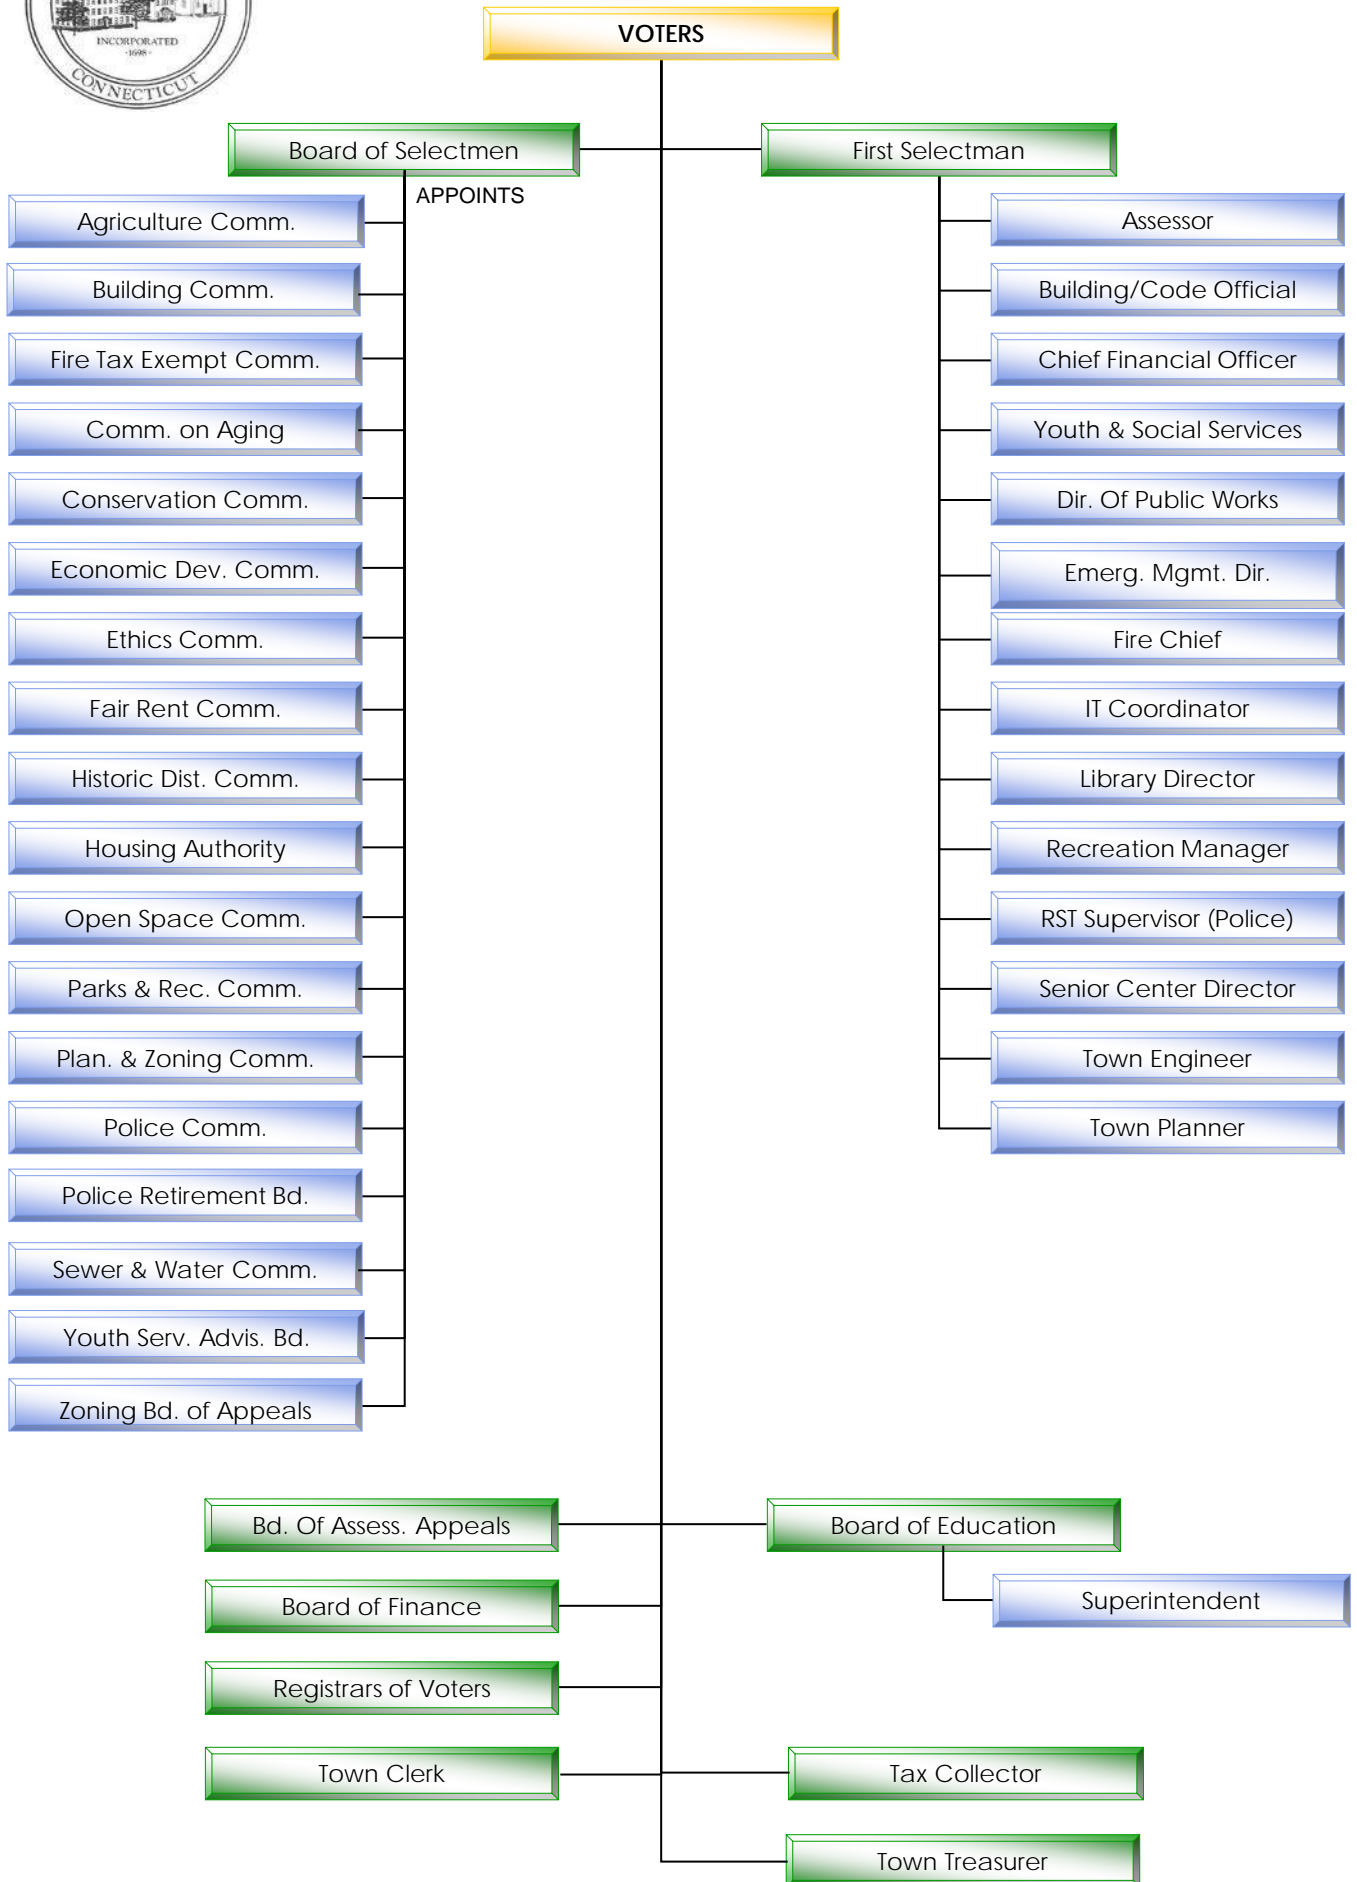 INCORPORATED
·1698·
CONNECTICUT
VOTERS
Board of Selectmen
First Selectman
APPOINTS
Agriculture Comm.
Building Comm.
Fire Tax Exempt Comm.
Comm. on Aging
Conservation Comm.
Economic Dev. Comm.
Ethics Comm.
Fair Rent Comm.
Historic Dist. Comm.
Housing Authority
Open Space Comm.
Parks & Rec. Comm.
Plan. & Zoning Comm.
Police Comm.
Police Retirement Bd.
Sewer & Water Comm.
Youth Serv. Advis. Bd.
Zoning Bd. of Appeals
Assessor
Building/Code Official
Chief Financial Officer
Youth & Social Services
Dir. Of Public Works
Emerg. Mgmt. Dir.
Fire Chief
IT Coordinator
Library Director
Recreation Manager
RST Supervisor (Police)
Senior Center Director
Town Engineer
Town Planner
Bd. Of Assess. Appeals
Board of Education
Superintendent
Board of Finance
Registrars of Voters
Town Clerk
Tax Collector
Town Treasurer